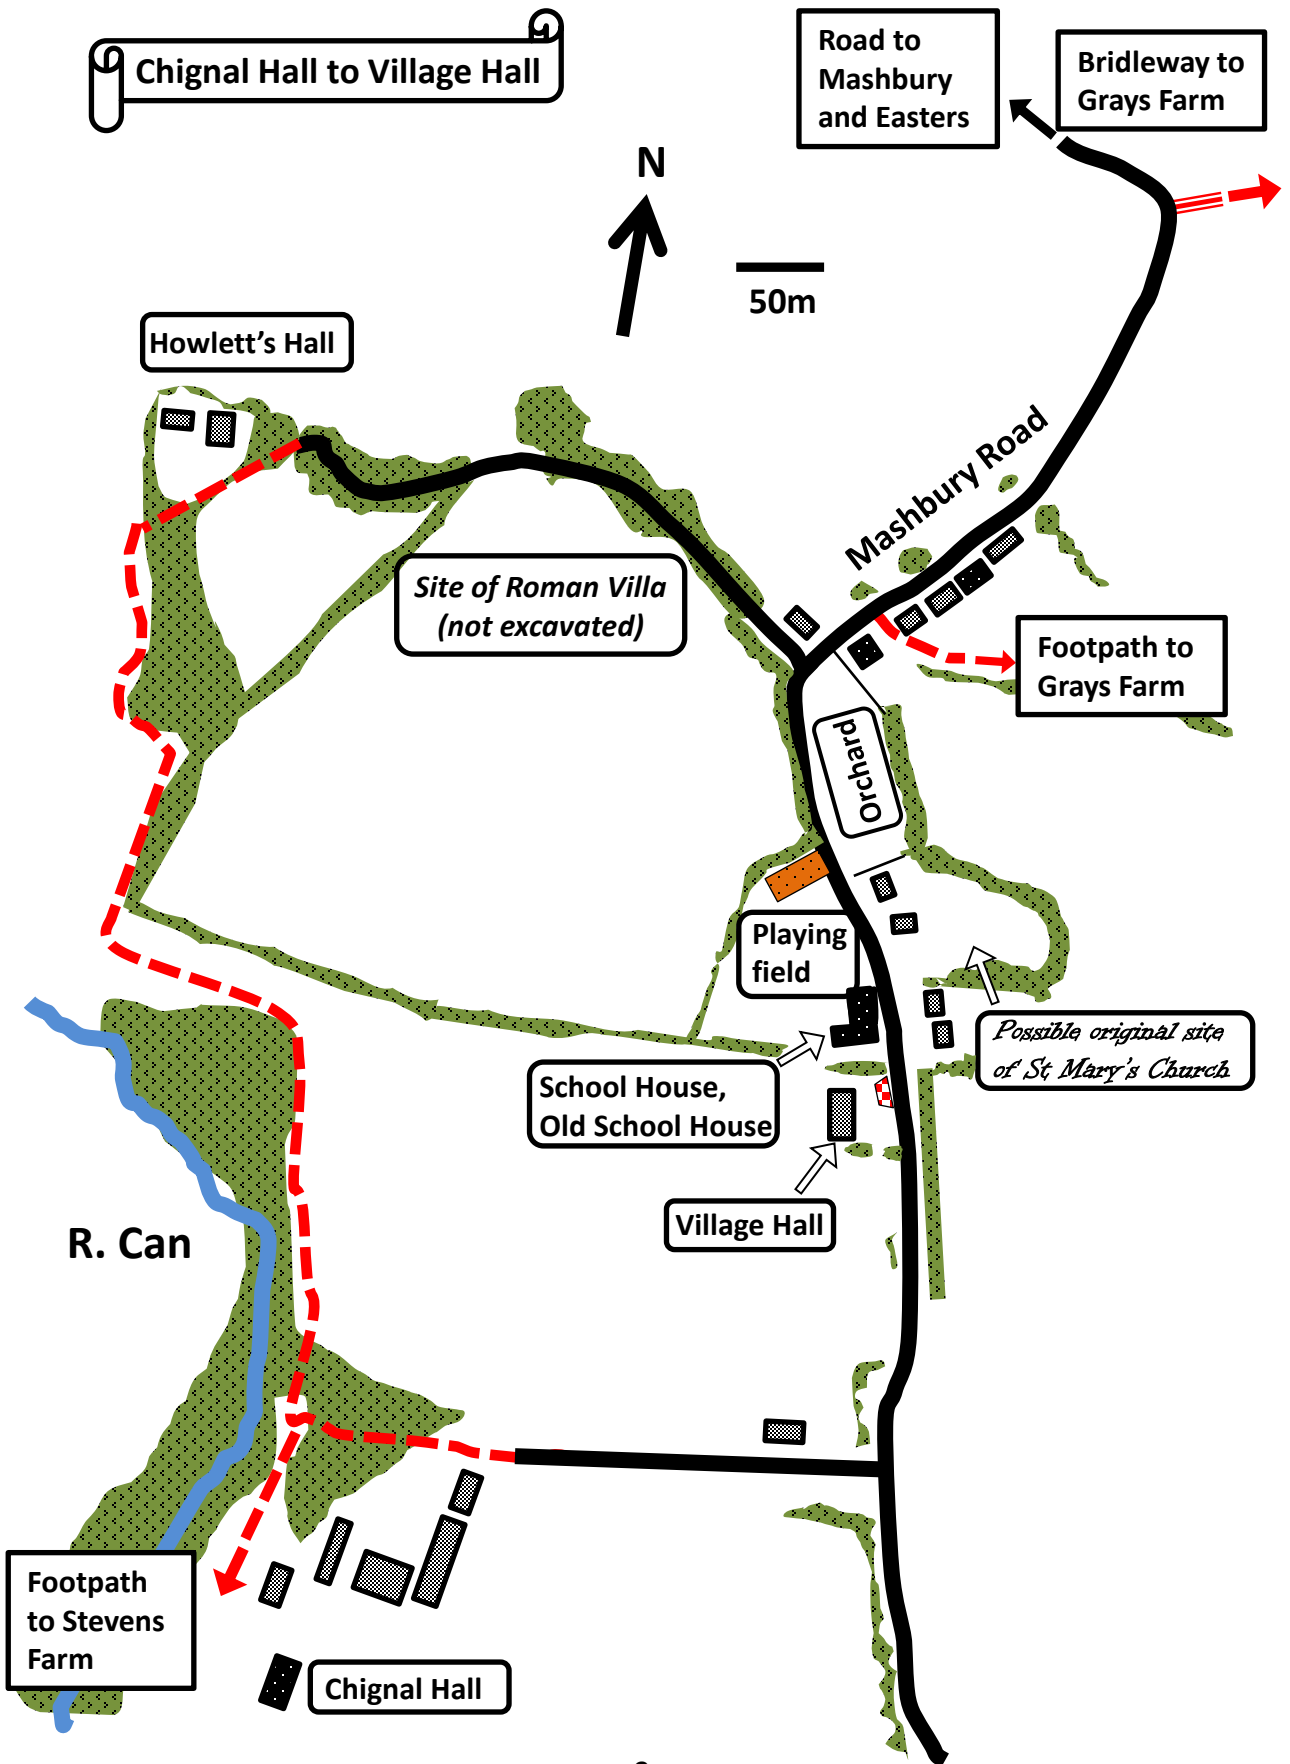 Chignal Hall to Village Hall
Road to
Mashbury
and Easters
Bridleway to
Grays Farm
N
50m
Howlett's Hall
Mashbury Road
Site of Roman Villa
(not excavated)
Footpath to
Grays Farm
Orchard
Playing
field
Possible original site
of St Mary's Church
School House,
Old School House
Village Hall
R. Can
Footpath
to Stevens
Farm
Chignal Hall